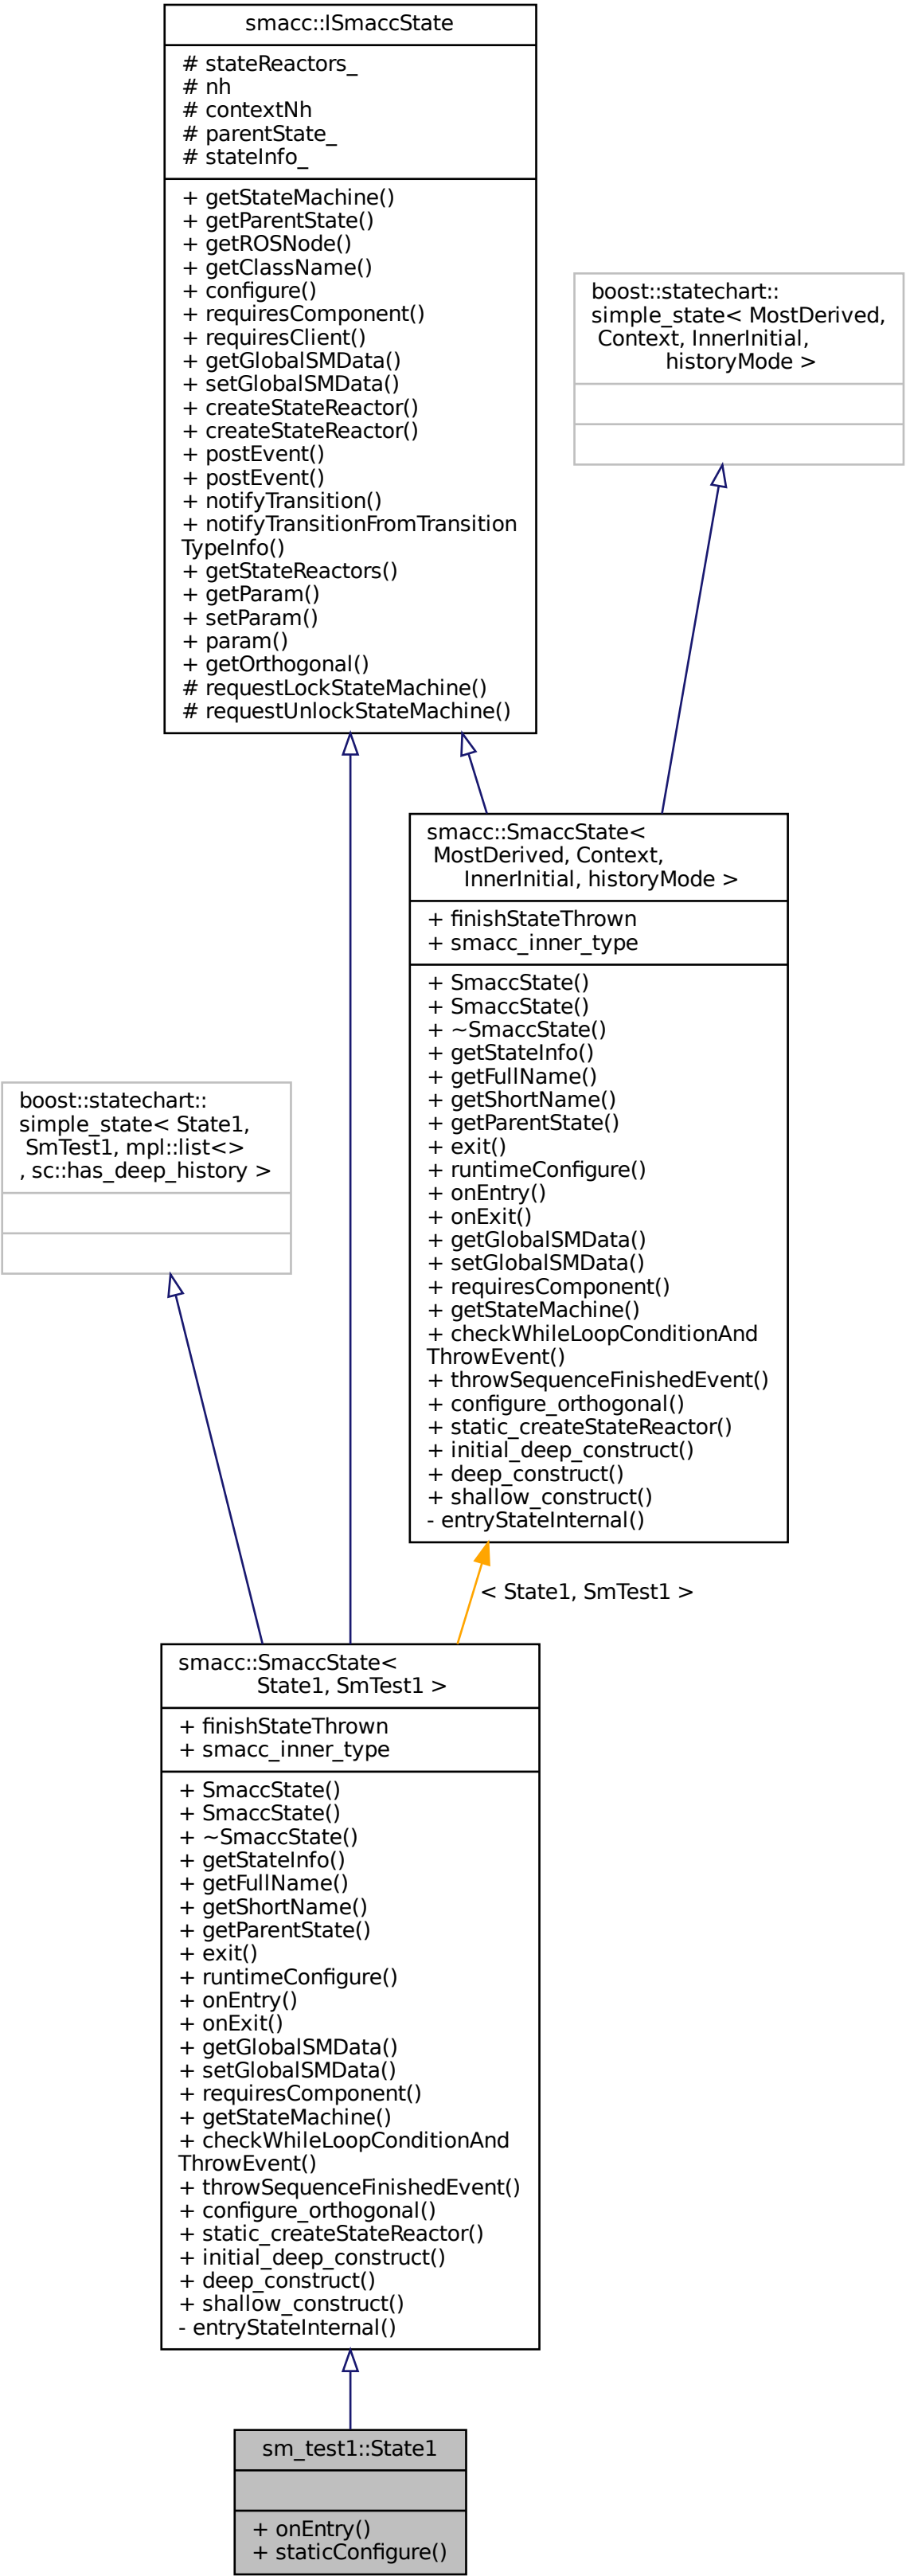 smacc::ISmaccState
# stateReactors_
# nh
# contextNh
# parentState_
# stateInfo_
+ getStateMachine()
+ getParentState()
+ getROSNode()
+ getClassName()
+ configure()
+ requiresComponent()
+ requiresClient()
+ getGlobalSMData()
+ setGlobalSMData()
+ createStateReactor()
+ createStateReactor()
+ postEvent()
+ postEvent()
+ notifyTransition()
+ notifyTransitionFromTransition
TypeInfo()
+ getStateReactors()
+ getParam()
+ setParam()
+ param()
+ getOrthogonal()
# requestLockStateMachine()
# requestUnlockStateMachine()
boost::statechart::
simple_state< MostDerived,
Context, InnerInitial,
historyMode >
smacc::SmaccState<
MostDerived, Context,
InnerInitial, historyMode >
+ finishStateThrown
+ smacc_inner_type
+ SmaccState()
+ SmaccState()
+ ~SmaccState()
+ getStateInfo()
+ getFullName()
+ getShortName()
+ getParentState()
+ exit()
+ runtimeConfigure()
+ onEntry()
+ onExit()
+ getGlobalSMData()
+ setGlobalSMData()
+ requiresComponent()
+ getStateMachine()
+ checkWhileLoopConditionAnd
ThrowEvent()
+ throwSequenceFinishedEvent()
+ configure_orthogonal()
+ static_createStateReactor()
+ initial_deep_construct()
+ deep_construct()
+ shallow_construct()
- entryStateInternal()
boost::statechart::
simple_state< State1,
SmTest1, mpl::list<>
, sc::has_deep_history >
< State1, SmTest1 >
smacc::SmaccState<
State1, SmTest1 >
+ finishStateThrown
+ smacc_inner_type
+ SmaccState()
+ SmaccState()
+ ~SmaccState()
+ getStateInfo()
+ getFullName()
+ getShortName()
+ getParentState()
+ exit()
+ runtimeConfigure()
+ onEntry()
+ onExit()
+ getGlobalSMData()
+ setGlobalSMData()
+ requiresComponent()
+ getStateMachine()
+ checkWhileLoopConditionAnd
ThrowEvent()
+ throwSequenceFinishedEvent()
+ configure_orthogonal()
+ static_createStateReactor()
+ initial_deep_construct()
+ deep_construct()
+ shallow_construct()
- entryStateInternal()
sm_test1::State1
+ onEntry()
+ staticConfigure()